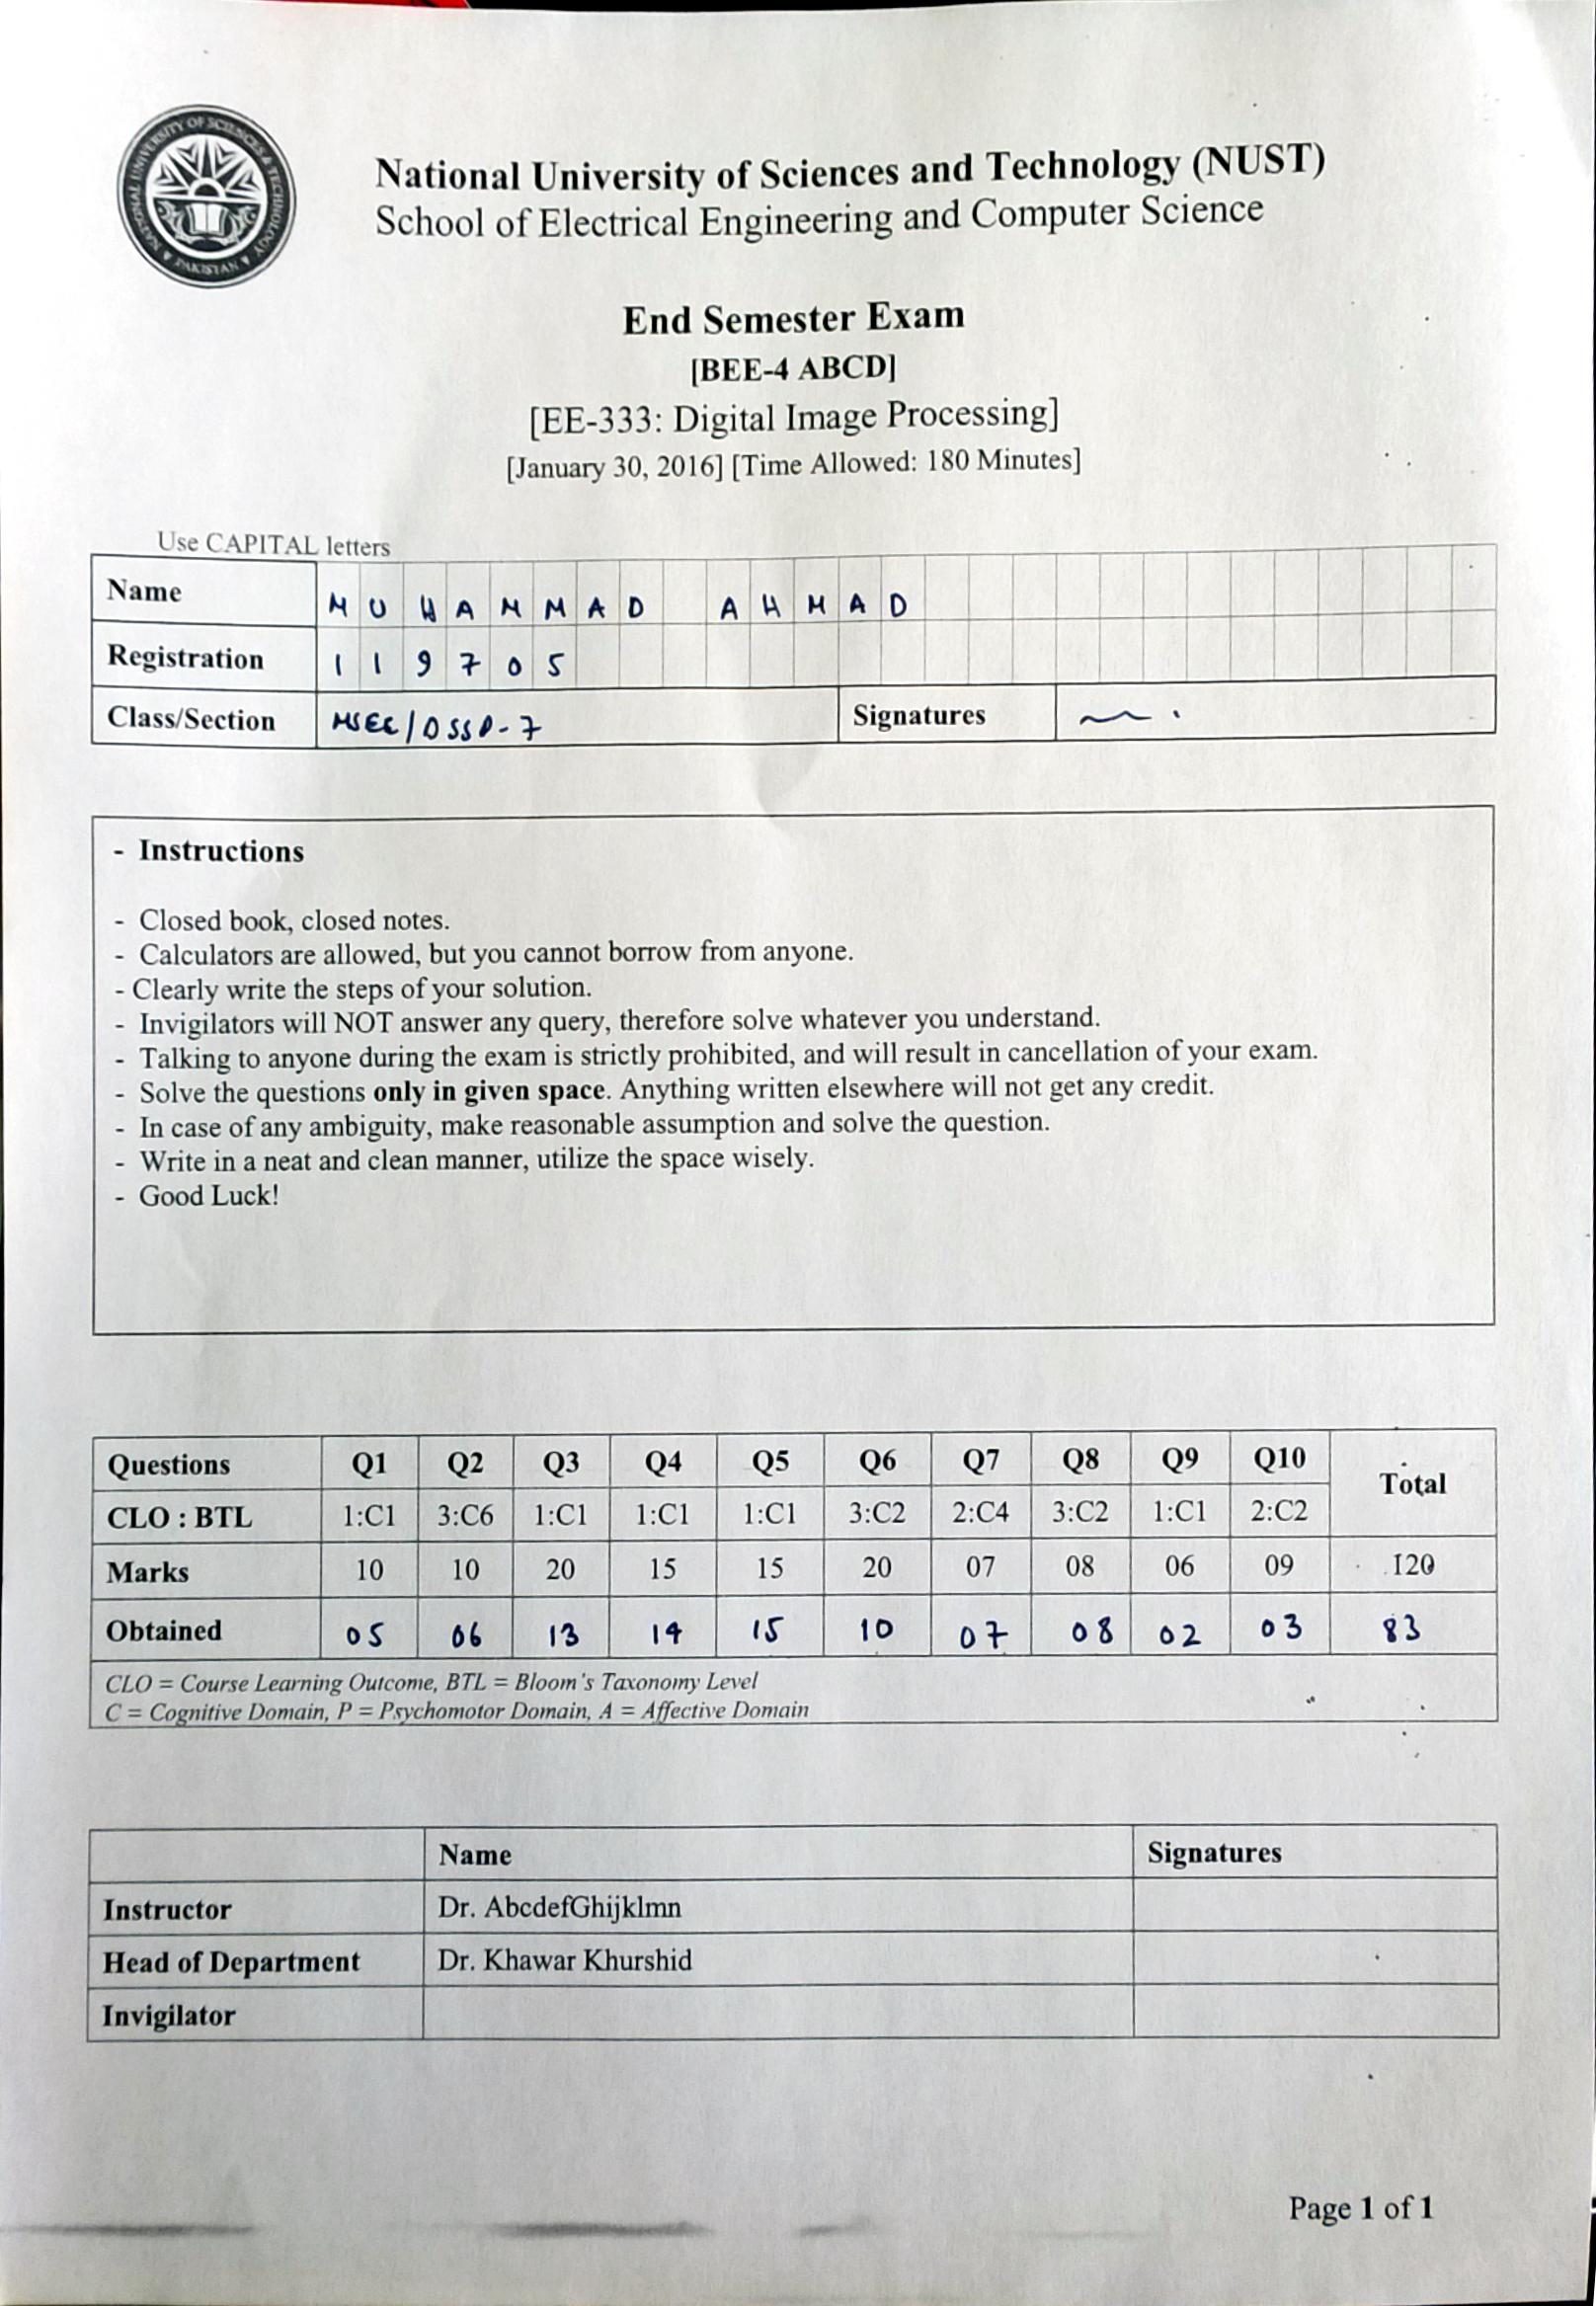 NATIONAL UNIVERSITY OF SCIENCES & TECHNOLOGY
PAKISTAN
National University of Sciences and Technology (NUST)
School of Electrical Engineering and Computer Science
End Semester Exam
[BEE-4 ABCD]
[EE-333: Digital Image Processing]
[January 30, 2016] [Time Allowed: 180 Minutes]
Use CAPITAL letters
Name MUHAMMAD AHMAD
Registration 119705
Class/Section MSEE/DSSP-7 Signatures
- Instructions
- Closed book, closed notes.
- Calculators are allowed, but you cannot borrow from anyone.
- Clearly write the steps of your solution.
- Invigilators will NOT answer any query, therefore solve whatever you understand.
- Talking to anyone during the exam is strictly prohibited, and will result in cancellation of your exam.
- Solve the questions only in given space. Anything written elsewhere will not get any credit.
- In case of any ambiguity, make reasonable assumption and solve the question.
- Write in a neat and clean manner, utilize the space wisely.
- Good Luck!
Questions Q1 Q2 Q3 Q4 Q5 Q6 Q7 Q8 Q9 Q10 Total
CLO : BTL 1:C1 3:C6 1:C1 1:C1 1:C1 3:C2 2:C4 3:C2 1:C1 2:C2
Marks 10 10 20 15 15 20 07 08 06 09 120
Obtained 05 06 13 14 15 10 07 08 02 03 83
CLO = Course Learning Outcome, BTL = Bloom's Taxonomy Level
C = Cognitive Domain, P = Psychomotor Domain, A = Affective Domain
Name Signatures
Instructor Dr. AbcdefGhijklmn
Head of Department Dr. Khawar Khurshid
Invigilator
Page 1 of 1